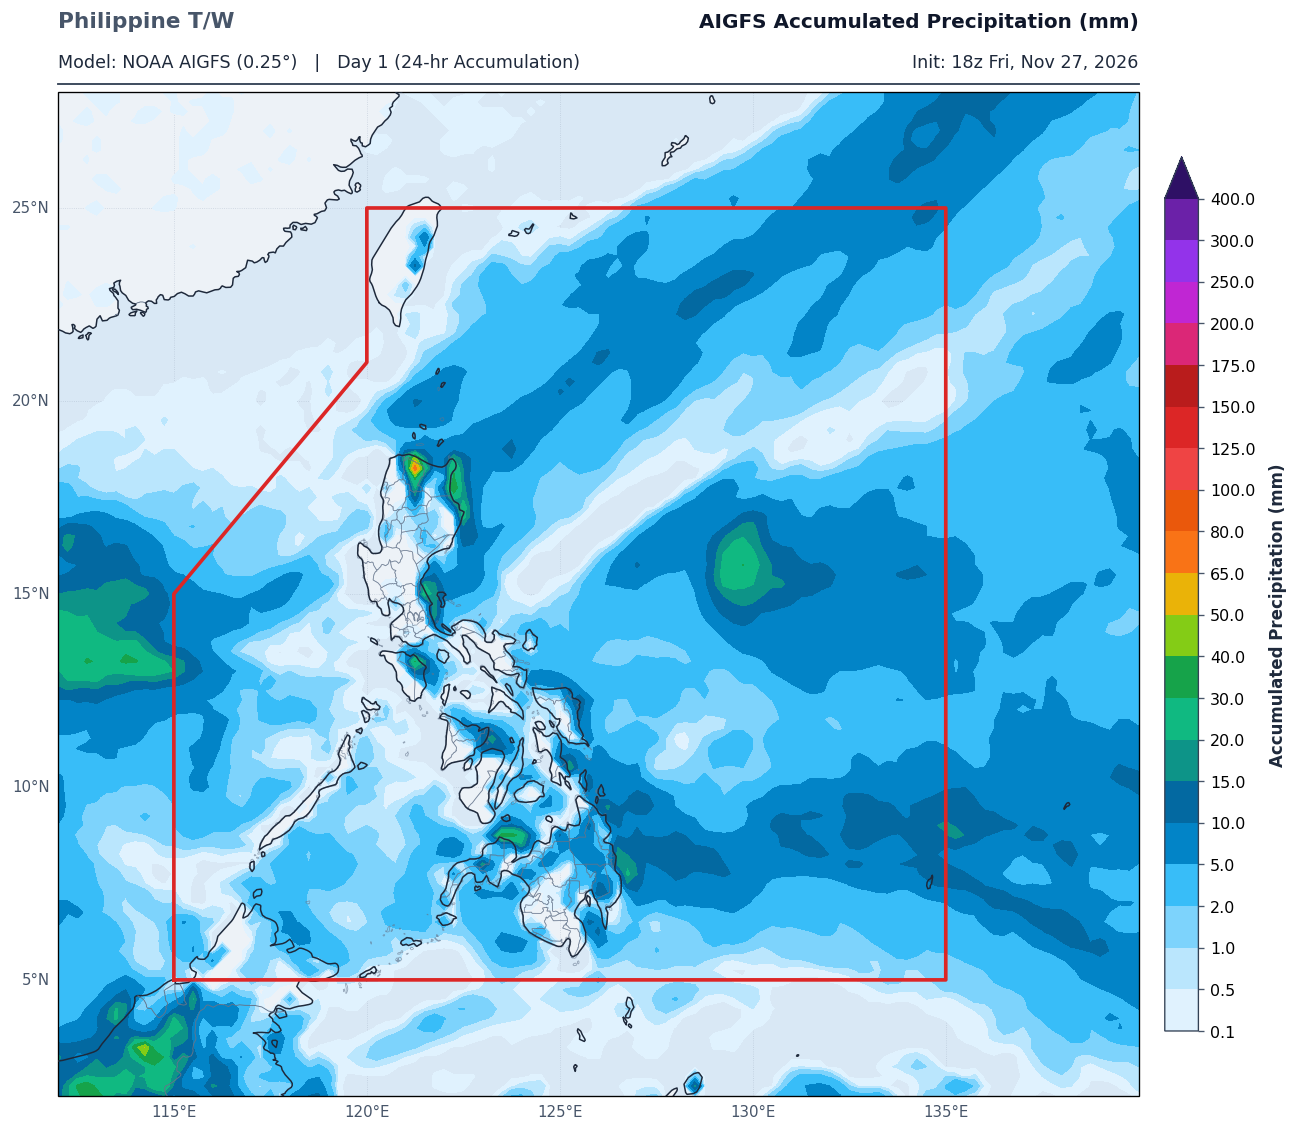 Philippine T/W
AIGFS Accumulated Precipitation (mm)
Model: NOAA AIGFS (0.25°)   |   Day 1 (24-hr Accumulation)
Init: 18z Fri, Nov 27, 2026
25°N
20°N
15°N
10°N
5°N
115°E
120°E
125°E
130°E
135°E
400.0
300.0
250.0
200.0
175.0
150.0
125.0
100.0
80.0
65.0
50.0
40.0
30.0
20.0
15.0
10.0
5.0
2.0
1.0
0.5
0.1
Accumulated Precipitation (mm)